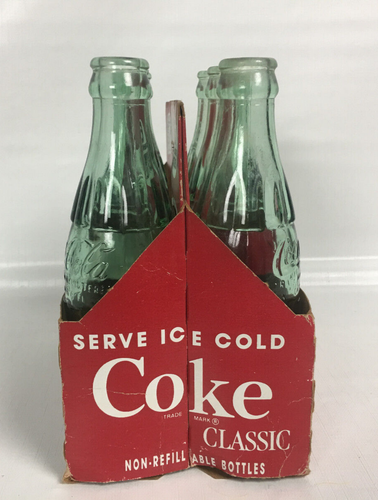 SERVE ICE COLD
Coke
TRADE MARK ®
CLASSIC
NON-REFILLABLE BOTTLES